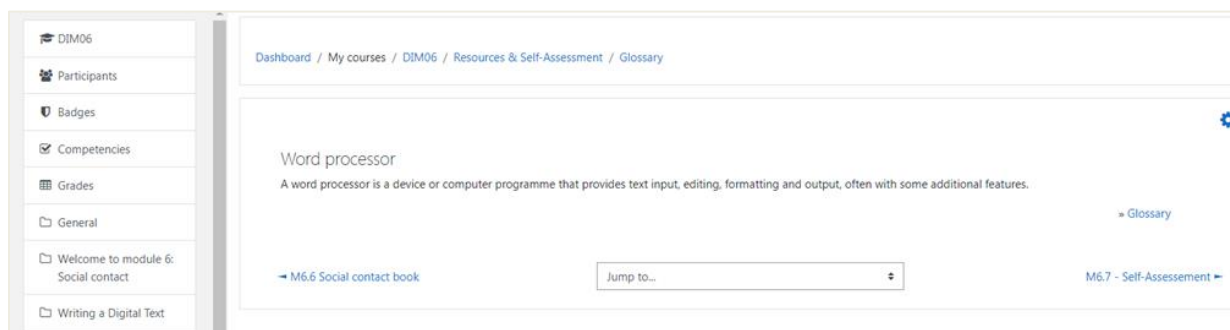 DIM06
Participants
Badges
Competencies
Grades
General
Welcome to module 6:
Social contact
Writing a Digital Text
Dashboard / My courses / DIM06 / Resources & Self-Assessment / Glossary
Word processor
A word processor is a device or computer programme that provides text input, editing, formatting and output, often with some additional features.
» Glossary
◄ M6.6 Social contact book
Jump to...
M6.7 - Self-Assessement ►